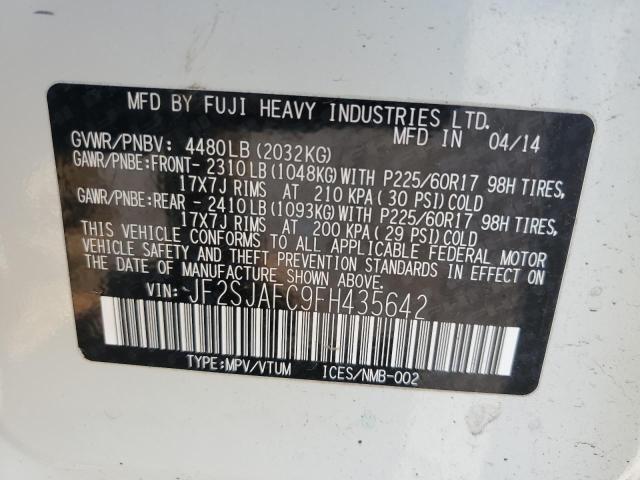 MFD BY FUJI HEAVY INDUSTRIES LTD.
MFD IN 04/14
GVWR/PNBV: 4480LB(2032KG)
GAWR/PNBE:FRONT- 2310LB(1048KG)WITH P225/60R17 98H TIRES,
17X7J RIMS AT 210 KPA(30 PSI)COLD
GAWR/PNBE:REAR - 2410LB(1093KG)WITH P225/60R17 98H TIRES,
17X7J RIMS AT 200 KPA(29 PSI)COLD
THIS VEHICLE CONFORMS TO ALL APPLICABLE FEDERAL MOTOR
VEHICLE SAFETY AND THEFT PREVENTION STANDARDS IN EFFECT ON
THE DATE OF MANUFACTURE SHOWN ABOVE.
VIN: JF2SJAFC9FH435642
TYPE:MPV/VTUM ICES/NMB-002